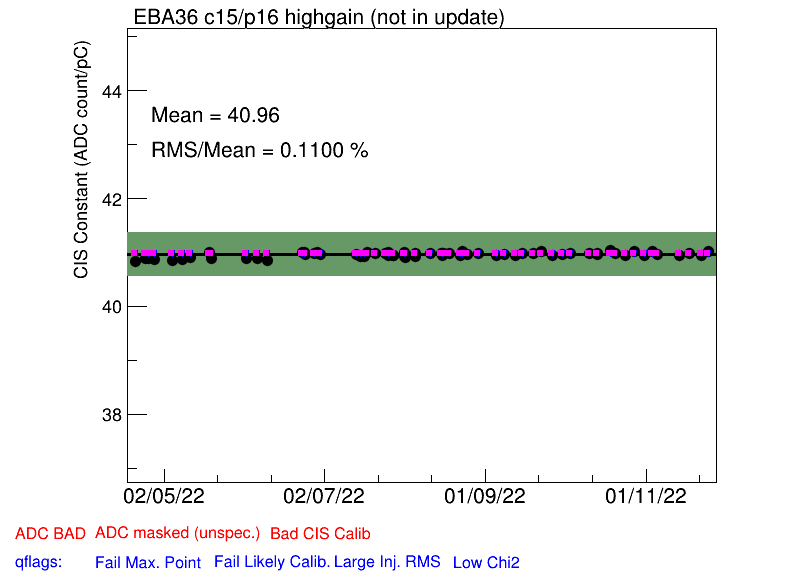 EBA36 c15/p16 highgain (not in update)
CIS Constant (ADC count/pC)
44
Mean = 40.96
RMS/Mean = 0.1100 %
42
40
38
02/05/22 02/07/22 01/09/22 01/11/22
ADC BAD ADC masked (unspec.) Bad CIS Calib
qflags: Fail Max. Point Fail Likely Calib. Large Inj. RMS Low Chi2